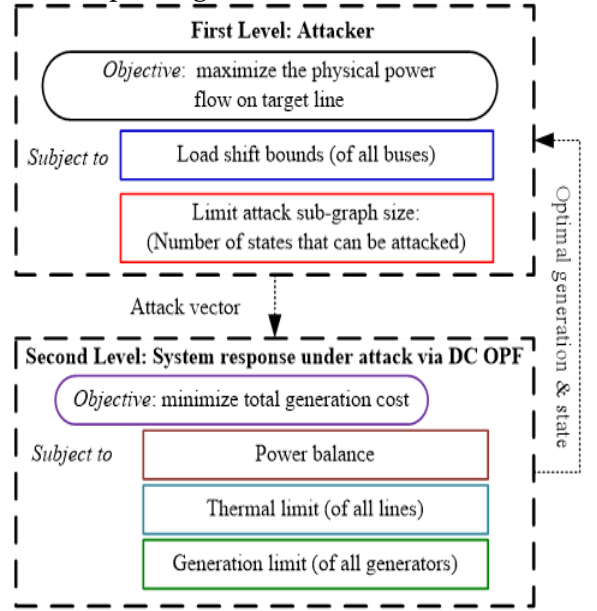 First Level: Attacker
Objective: maximize the physical power
flow on target line
Subject to
Load shift bounds (of all buses)
Limit attack sub-graph size:
(Number of states that can be attacked)
Attack vector
Optimal generation & state
Second Level: System response under attack via DC OPF
Objective: minimize total generation cost
Subject to
Power balance
Thermal limit (of all lines)
Generation limit (of all generators)